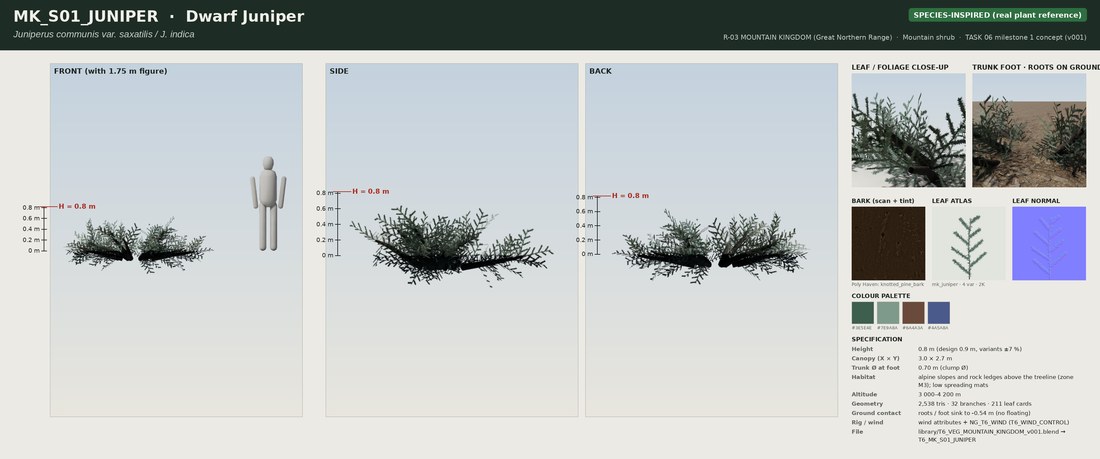 MK_S01_JUNIPER · Dwarf Juniper
Juniperus communis var. saxatilis / J. indica
SPECIES-INSPIRED (real plant reference)
R-03 MOUNTAIN KINGDOM (Great Northern Range) · Mountain shrub · TASK 06 milestone 1 concept (v001)
FRONT (with 1.75 m figure)
0.8 m
H = 0.8 m
0.6 m
0.4 m
0.2 m
0 m
SIDE
0.8 m
H = 0.8 m
0.6 m
0.4 m
0.2 m
0 m
BACK
0.8 m
H = 0.8 m
0.6 m
0.4 m
0.2 m
0 m
LEAF / FOLIAGE CLOSE-UP
TRUNK FOOT · ROOTS ON GROUND
BARK (scan + tint)
LEAF ATLAS
LEAF NORMAL
Poly Haven: knotted_pine_bark
mk_juniper · 4 var · 2K
COLOUR PALETTE
SPECIFICATION
Height 0.8 m (design 0.9 m, variants ±7 %)
Canopy (X × Y) 3.0 × 2.7 m
Trunk Ø at foot 0.70 m (clump Ø)
Habitat alpine slopes and rock ledges above the treeline (zone
M3); low spreading mats
Altitude 3 000–4 200 m
Geometry 2,538 tris · 32 branches · 211 leaf cards
Ground contact roots / foot sink to -0.54 m (no floating)
Rig / wind wind attributes + NG_T6_WIND (T6_WIND_CONTROL)
File library/T6_VEG_MOUNTAIN_KINGDOM_v001.blend →
T6_MK_S01_JUNIPER